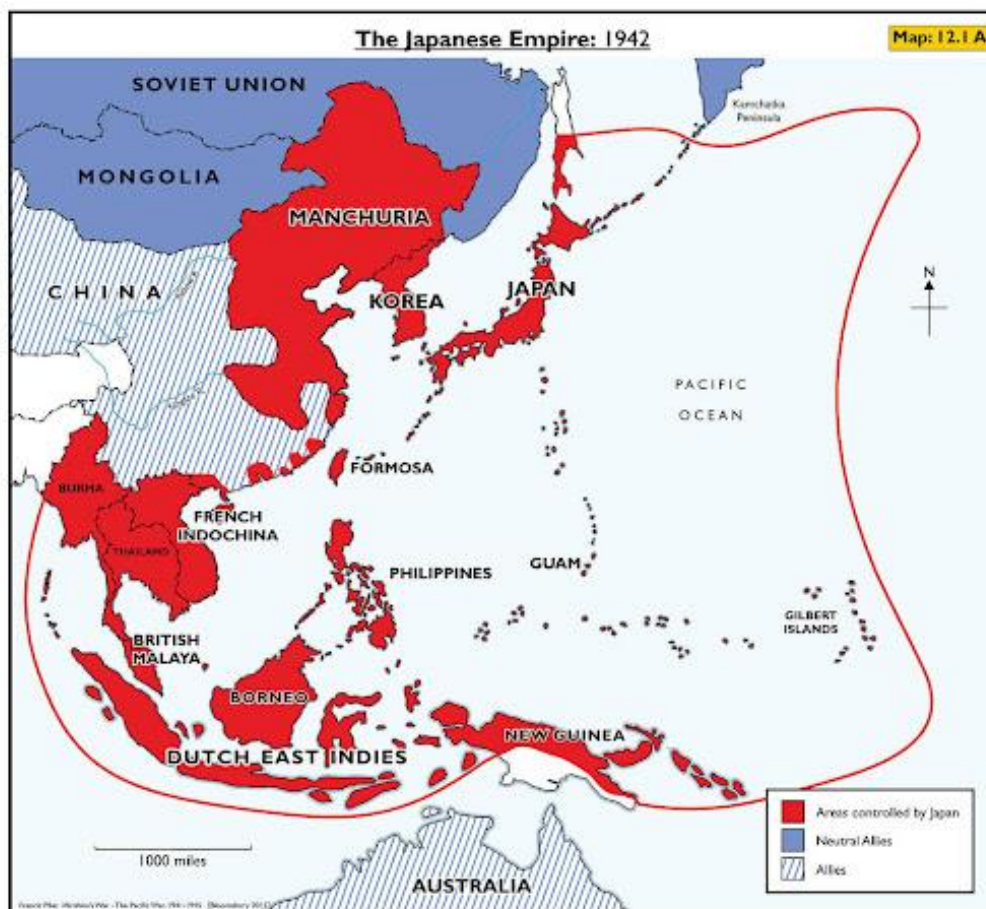 The Japanese Empire: 1942
Map: 12.1 A
SOVIET UNION
Kamchatka
Peninsula
MONGOLIA
MANCHURIA
N
CHINA
KOREA
JAPAN
PACIFIC
OCEAN
FORMOSA
BURMA
FRENCH
INDOCHINA
THAILAND
GUAM
PHILIPPINES
GILBERT
ISLANDS
BRITISH
MALAYA
BORNEO
NEW GUINEA
DUTCH EAST INDIES
Areas controlled by Japan
Neutral Allies
Allies
1000 miles
AUSTRALIA